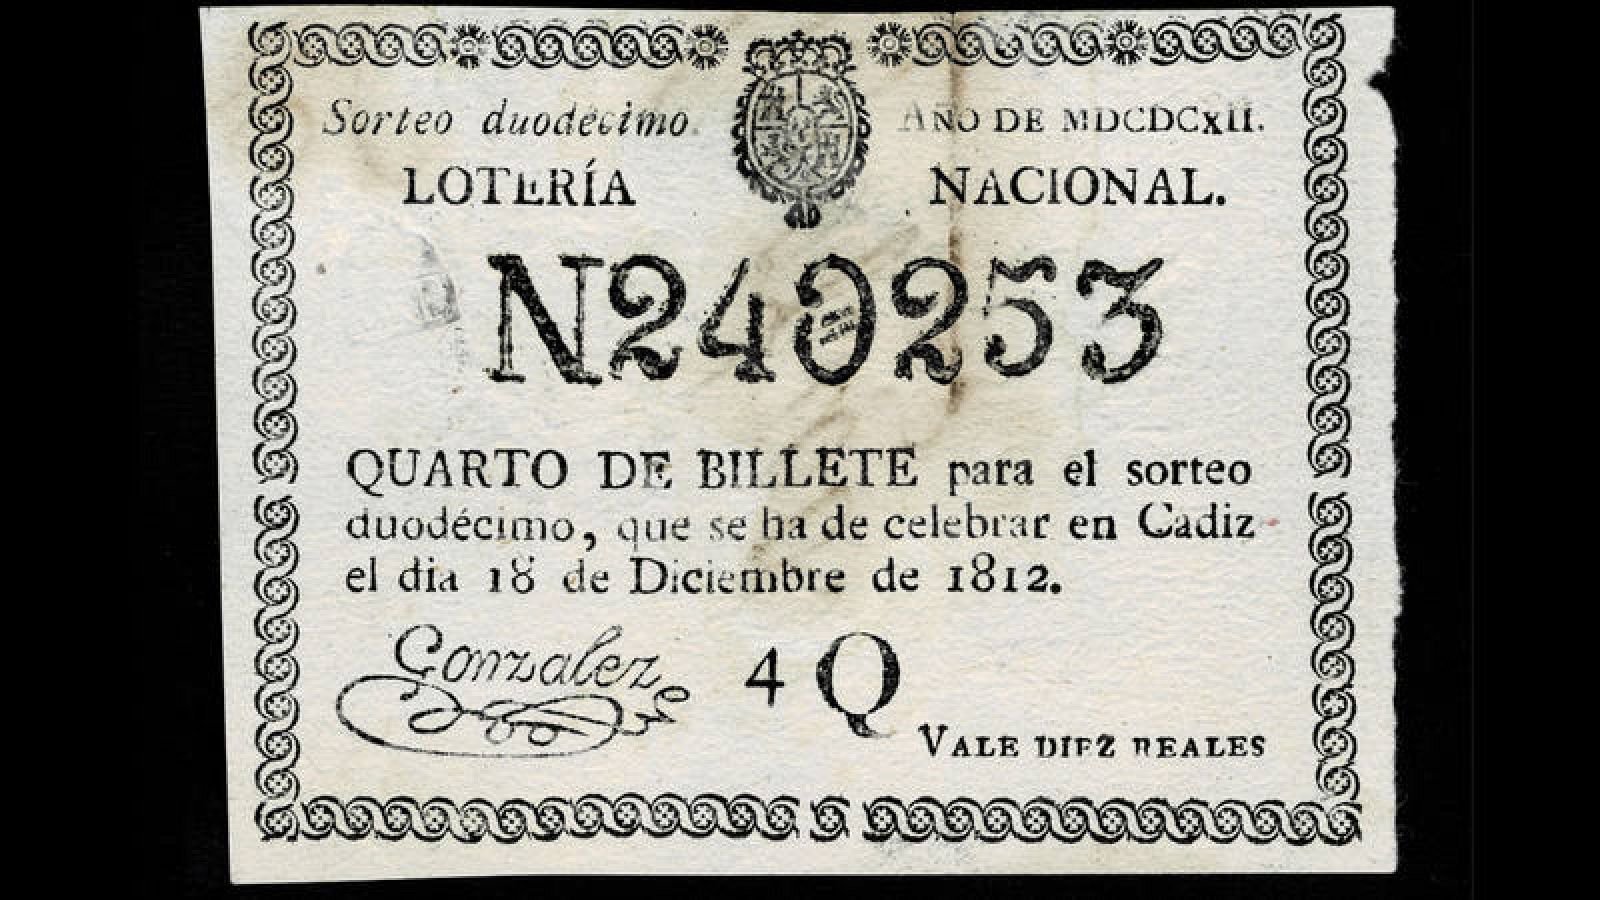 Sorteo duodécimo.
AÑO DE MDCDCXII.
LOTERÍA NACIONAL.
N240253
QUARTO DE BILLETE para el sorteo
duodécimo, que se ha de celebrar en Cadiz
el dia 18 de Diciembre de 1812.
Gonzalez
4 Q
VALE DIEZ REALES